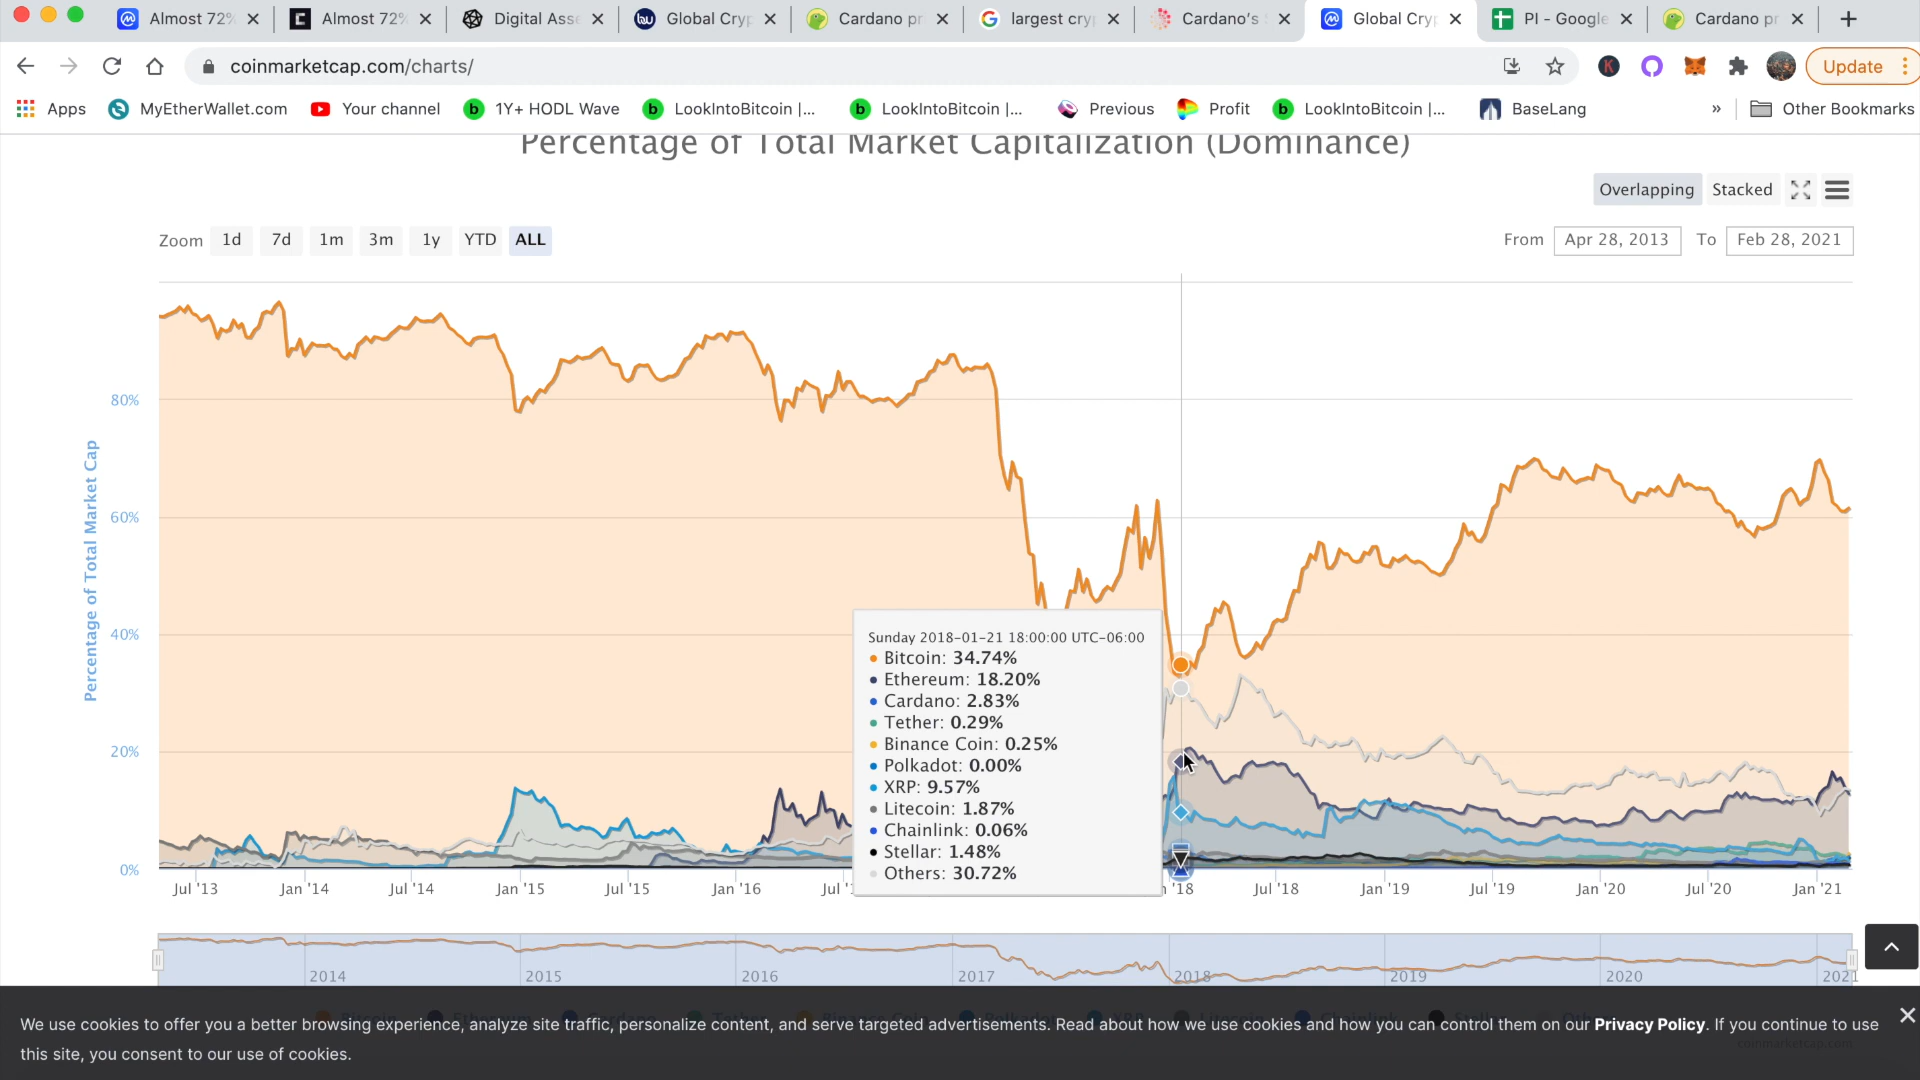 Almost 72%
Almost 72%
Digital Asse
Global Cryp
Cardano pr
largest cryp
Cardano's
Global Cryp
PI - Google
Cardano pr
coinmarketcap.com/charts/
Update
Apps
MyEtherWallet.com
Your channel
1Y+ HODL Wave
LookIntoBitcoin |...
LookIntoBitcoin |...
Previous
Profit
LookIntoBitcoin |...
BaseLang
»
Other Bookmarks
Percentage of Total Market Capitalization (Dominance)
Overlapping
Stacked
Zoom 1d 7d 1m 3m 1y YTD ALL
From Apr 28, 2013 To Feb 28, 2021
Percentage of Total Market Cap
80%
60%
40%
20%
0%
Sunday 2018-01-21 18:00:00 UTC-06:00
Bitcoin: 34.74%
Ethereum: 18.20%
Cardano: 2.83%
Tether: 0.29%
Binance Coin: 0.25%
Polkadot: 0.00%
XRP: 9.57%
Litecoin: 1.87%
Chainlink: 0.06%
Stellar: 1.48%
Others: 30.72%
Jul '13 Jan '14 Jul '14 Jan '15 Jul '15 Jan '16 Jul '1 '18 Jul '18 Jan '19 Jul '19 Jan '20 Jul '20 Jan '21
2014 2015 2016 2017 2018 2019 2020 2021
We use cookies to offer you a better browsing experience, analyze site traffic, personalize content, and serve targeted advertisements. Read about how we use cookies and how you can control them on our Privacy Policy. If you continue to use
this site, you consent to our use of cookies.
coinmarketcap.com